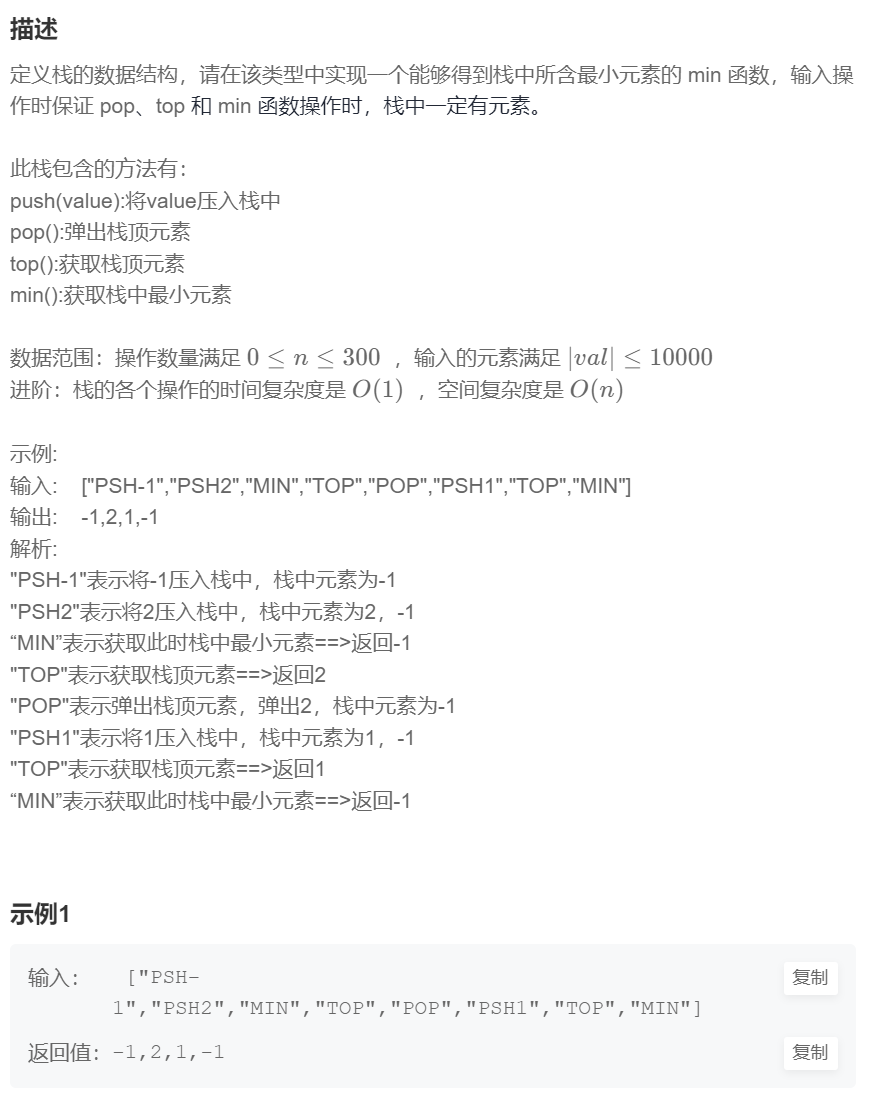 描述
定义栈的数据结构，请在该类型中实现一个能够得到栈中所含最小元素的 min 函数，输入操
作时保证 pop、top 和 min 函数操作时，栈中一定有元素。
此栈包含的方法有：
push(value):将value压入栈中
pop():弹出栈顶元素
top():获取栈顶元素
min():获取栈中最小元素
数据范围：操作数量满足 0 ≤ n ≤ 300 ，输入的元素满足 |val| ≤ 10000
进阶：栈的各个操作的时间复杂度是 O(1) ，空间复杂度是 O(n)
示例:
输入: ["PSH-1","PSH2","MIN","TOP","POP","PSH1","TOP","MIN"]
输出: -1,2,1,-1
解析:
"PSH-1"表示将-1压入栈中，栈中元素为-1
"PSH2"表示将2压入栈中，栈中元素为2，-1
“MIN”表示获取此时栈中最小元素==>返回-1
"TOP"表示获取栈顶元素==>返回2
"POP"表示弹出栈顶元素，弹出2，栈中元素为-1
"PSH1"表示将1压入栈中，栈中元素为1，-1
"TOP"表示获取栈顶元素==>返回1
“MIN”表示获取此时栈中最小元素==>返回-1
示例1
输入： ["PSH- 复制
1","PSH2","MIN","TOP","POP","PSH1","TOP","MIN"]
返回值：-1,2,1,-1 复制